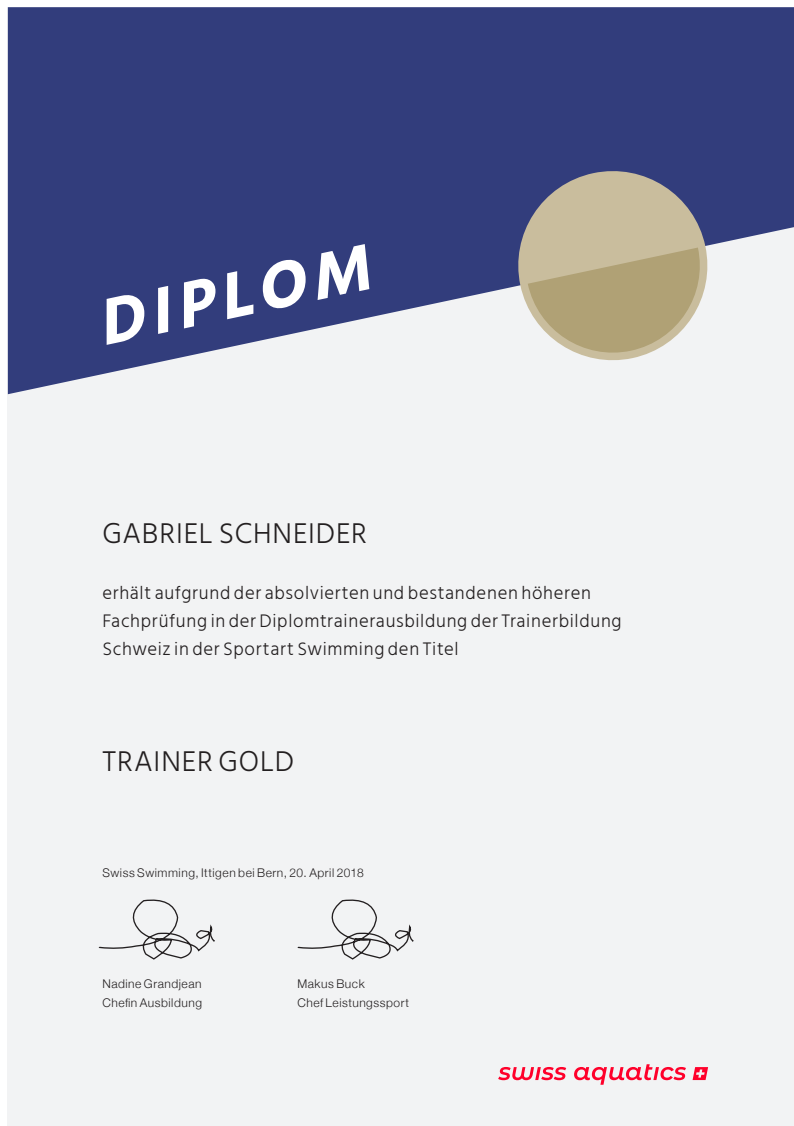 DIPLOM
GABRIEL SCHNEIDER
erhält aufgrund der absolvierten und bestandenen höheren
Fachprüfung in der Diplomtrainerausbildung der Trainerbildung
Schweiz in der Sportart Swimming den Titel
TRAINER GOLD
Swiss Swimming, Ittigen bei Bern, 20. April 2018
Nadine Grandjean
Chefin Ausbildung
Makus Buck
Chef Leistungssport
swiss aquatics